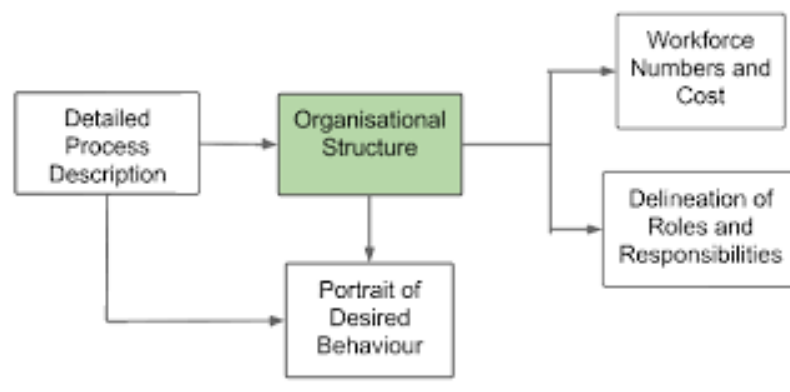 Detailed
Process
Description
Organisational
Structure
Workforce
Numbers and
Cost
Delineation of
Roles and
Responsibilities
Portrait of
Desired
Behaviour